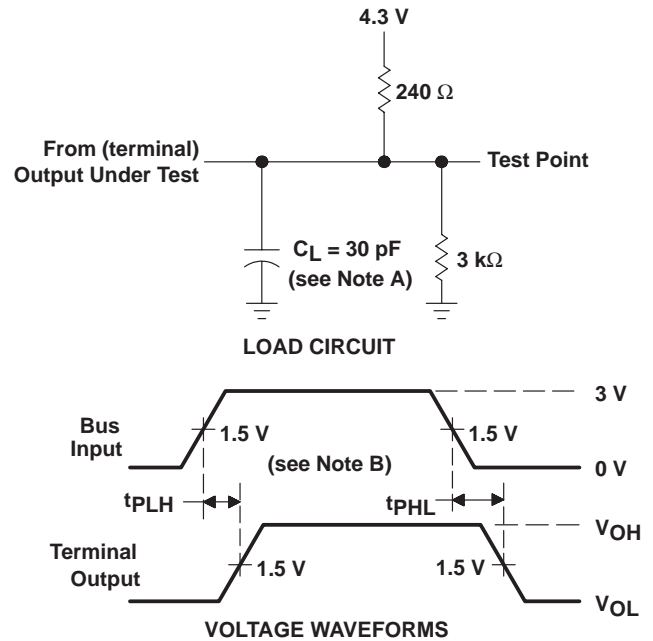 4.3 V
240 Ω
From (terminal)
Output Under Test
Test Point
CL = 30 pF
(see Note A)
3 kΩ
LOAD CIRCUIT
3 V
Bus
Input
1.5 V
1.5 V
(see Note B)
0 V
tPLH
tPHL
VOH
Terminal
Output
1.5 V
1.5 V
VOL
VOLTAGE WAVEFORMS